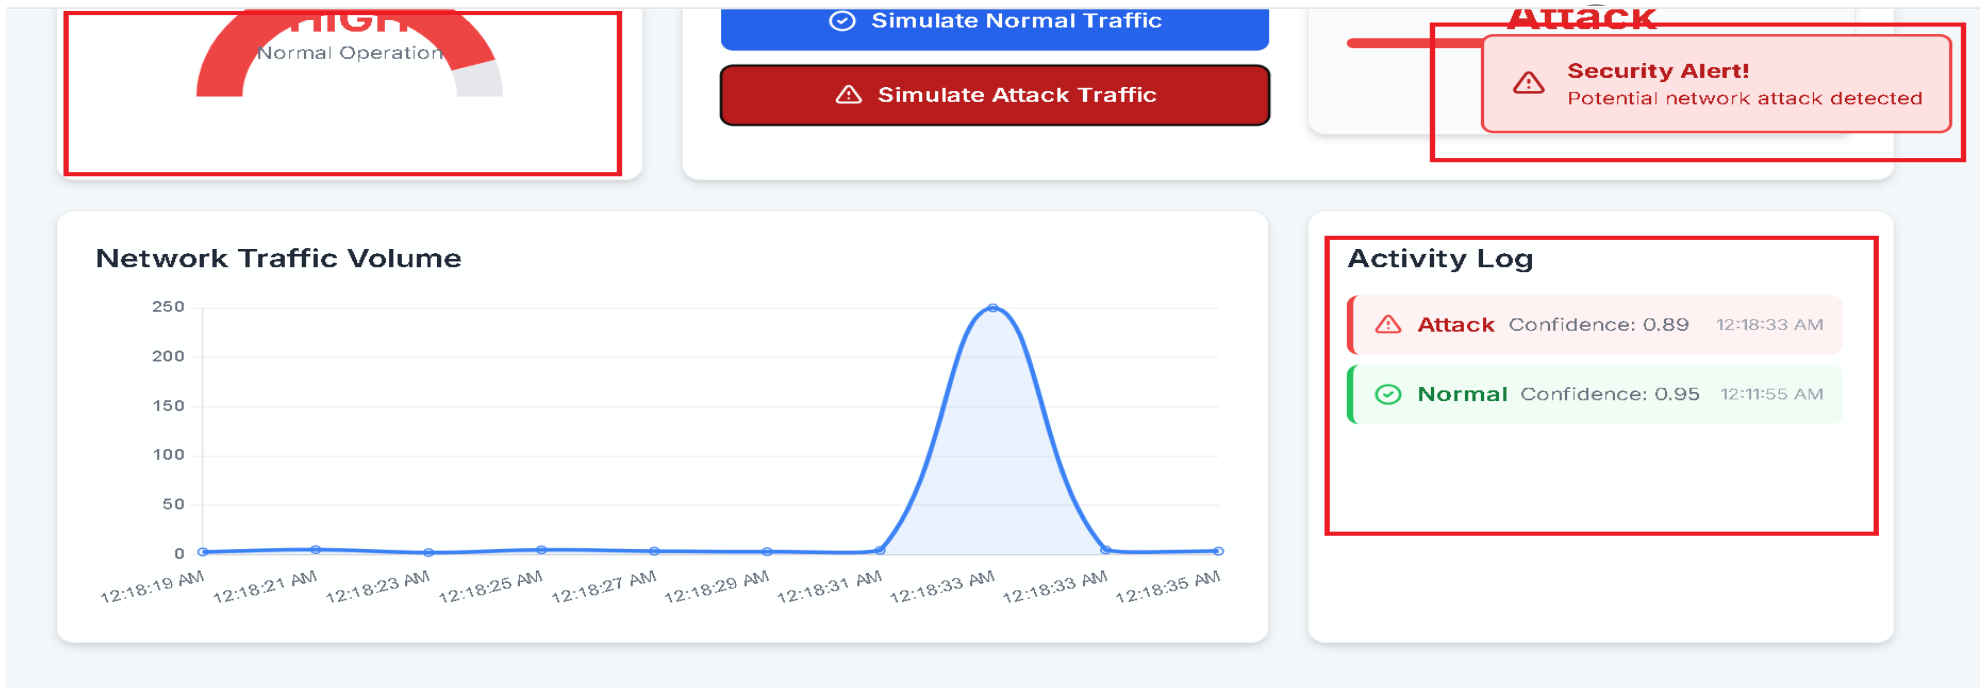 HIGH
Normal Operation
Simulate Normal Traffic
Simulate Attack Traffic
Attack
Security Alert!
Potential network attack detected
Network Traffic Volume
250
200
150
100
50
0
12:18:19 AM
12:18:21 AM
12:18:23 AM
12:18:25 AM
12:18:27 AM
12:18:29 AM
12:18:31 AM
12:18:33 AM
12:18:33 AM
12:18:35 AM
Activity Log
Attack Confidence: 0.89 12:18:33 AM
Normal Confidence: 0.95 12:11:55 AM